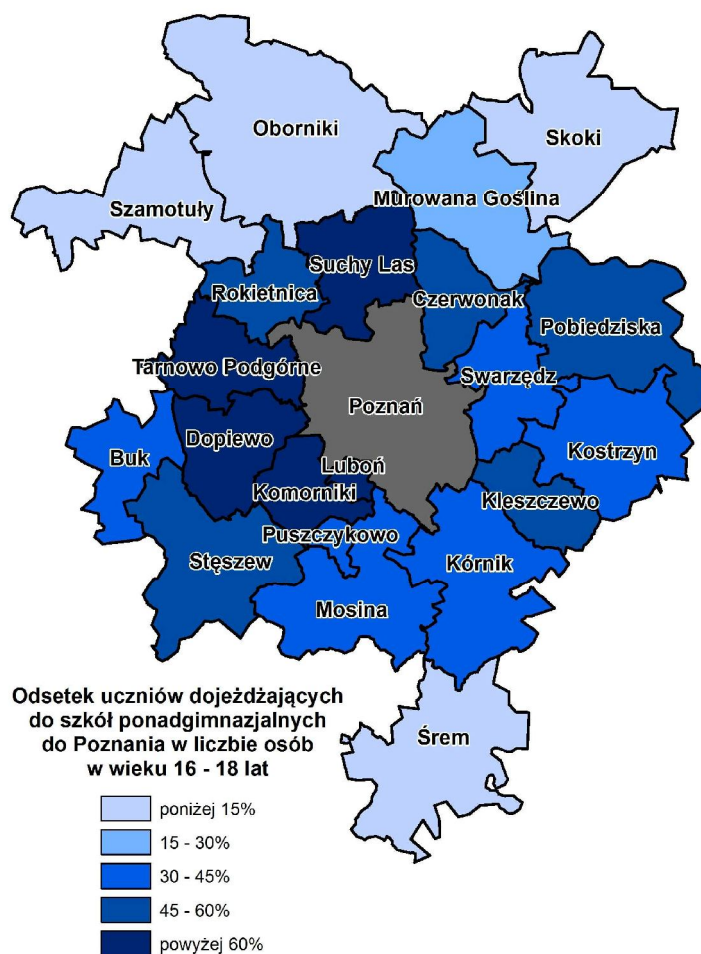 Oborniki
Skoki
Szamotuły
Murowana Goślina
Suchy Las
Rokietnica
Czerwonak
Pobiedziska
Tarnowo Podgórne
Swarzędz
Poznań
Buk
Dopiewo
Kostrzyn
Luboń
Komorniki
Kleszczewo
Puszczykowo
Stęszew
Kórnik
Mosina
Śrem
Odsetek uczniów dojeżdżających
do szkół ponadgimnazjalnych
do Poznania w liczbie osób
w wieku 16 - 18 lat
poniżej 15%
15 - 30%
30 - 45%
45 - 60%
powyżej 60%